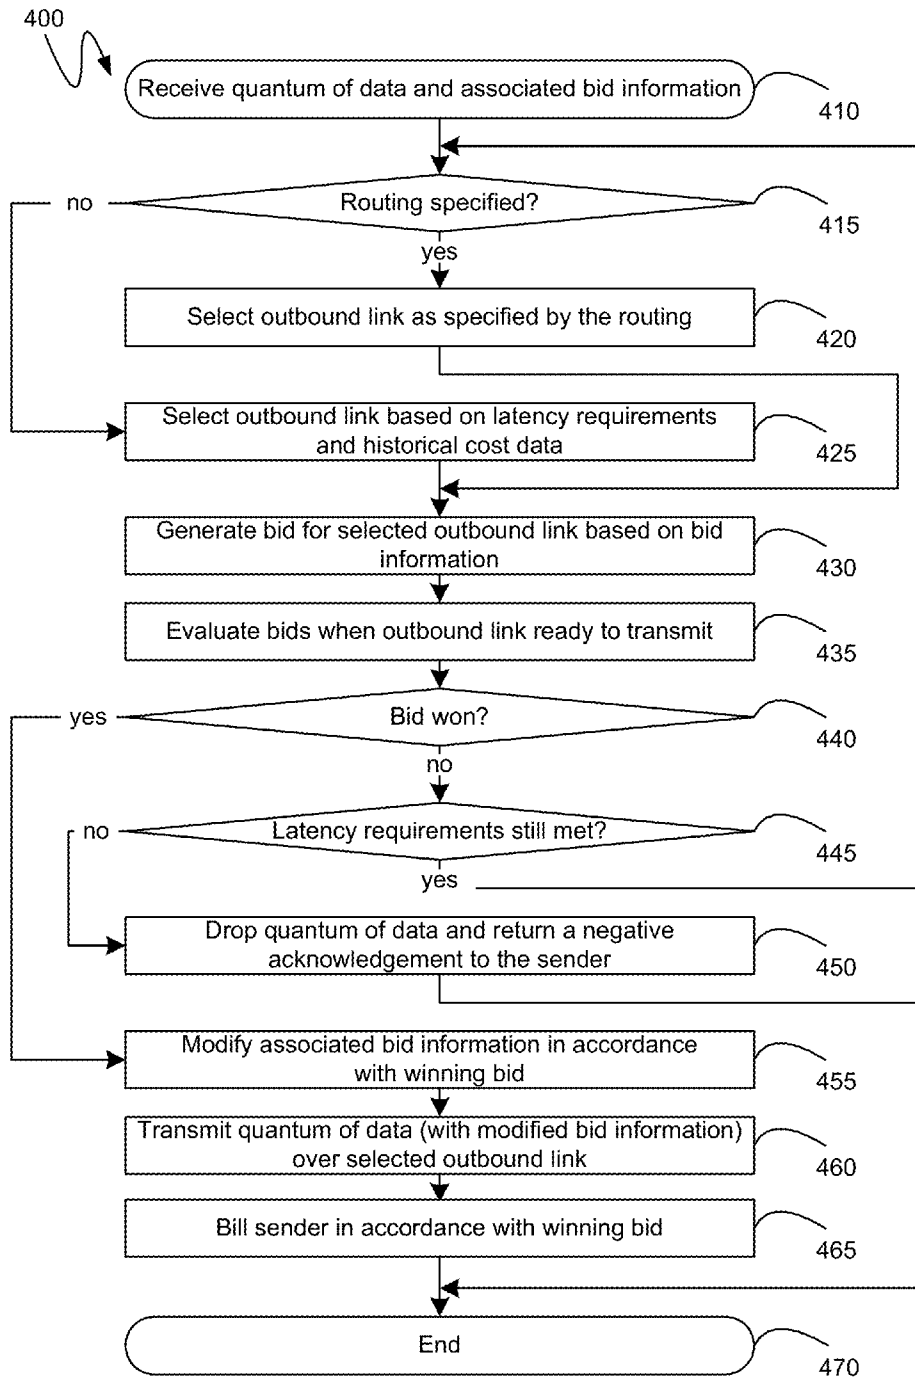 400
Receive quantum of data and associated bid information
410
no
Routing specified?
415
yes
Select outbound link as specified by the routing
420
Select outbound link based on latency requirements
and historical cost data
425
Generate bid for selected outbound link based on bid
information
430
Evaluate bids when outbound link ready to transmit
435
yes
Bid won?
440
no
no
Latency requirements still met?
445
yes
Drop quantum of data and return a negative
acknowledgement to the sender
450
Modify associated bid information in accordance
with winning bid
455
Transmit quantum of data (with modified bid information)
over selected outbound link
460
Bill sender in accordance with winning bid
465
End
470